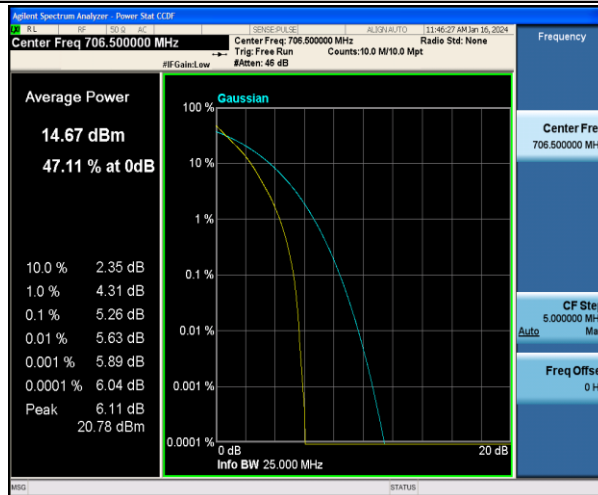 Agilent Spectrum Analyzer - Power Stat CCDF
RL RF 50 Ω AC SENSE:PULSE ALIGN AUTO 11:46:27 AM Jan 16, 2024
Center Freq 706.500000 MHz
Center Freq: 706.500000 MHz Radio Std: None
Trig: Free Run Counts:10.0 M/10.0 Mpt
#IFGain:Low #Atten: 46 dB
Frequency
Average Power
14.67 dBm
47.11 % at 0dB
10.0 % 2.35 dB
1.0 % 4.31 dB
0.1 % 5.26 dB
0.01 % 5.63 dB
0.001 % 5.89 dB
0.0001 % 6.04 dB
Peak 6.11 dB
20.78 dBm
Gaussian
100 %
10 %
1 %
0.1 %
0.01 %
0.001 %
0.0001 %
0 dB 20 dB
Info BW 25.000 MHz
Center Fre
706.500000 MH
CF Ste
5.000000 MH
Auto Ma
Freq Offse
0 H
MSG STATUS